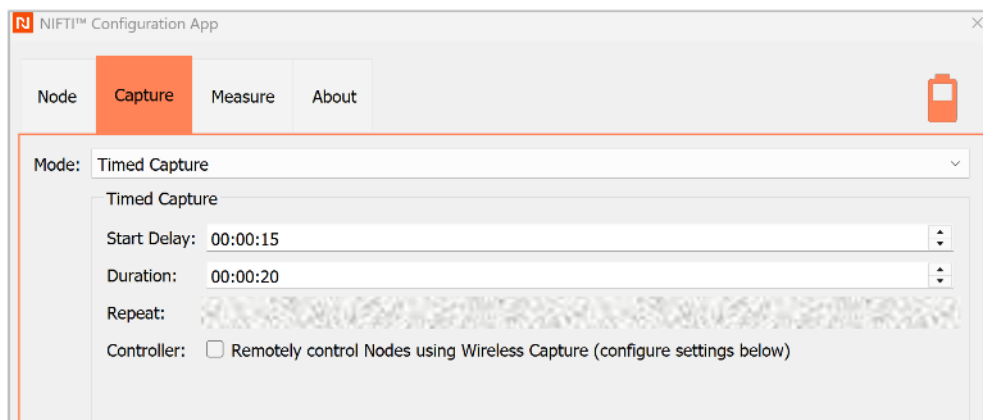 NIFTI™ Configuration App
Node Capture Measure About
Mode: Timed Capture
Timed Capture
Start Delay: 00:00:15
Duration: 00:00:20
Repeat:
Controller: Remotely control Nodes using Wireless Capture (configure settings below)